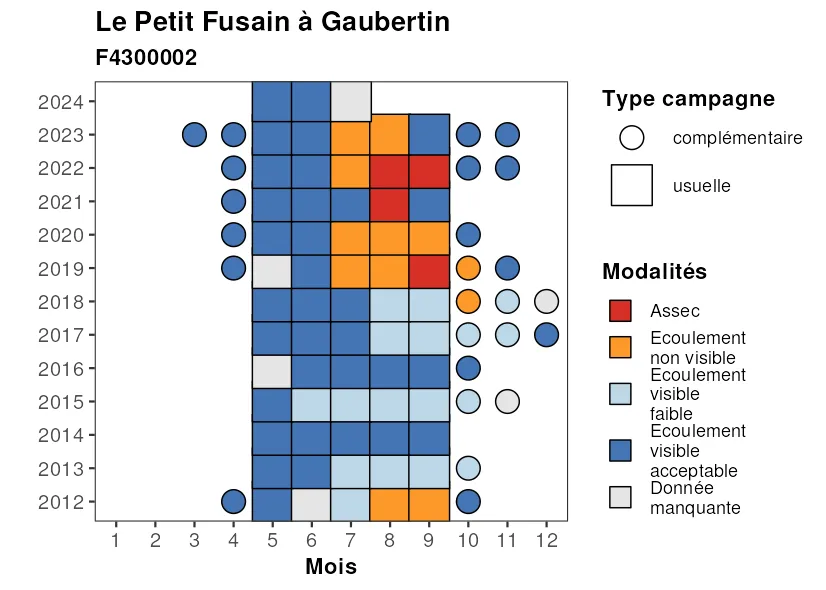 Le Petit Fusain à Gaubertin
F4300002
2024
2023
2022
2021
2020
2019
2018
2017
2016
2015
2014
2013
2012
1 2 3 4 5 6 7 8 9 10 11 12
Mois
Type campagne
complémentaire
usuelle
Modalités
Assec
Ecoulement
non visible
Ecoulement
visible
faible
Ecoulement
visible
acceptable
Donnée
manquante